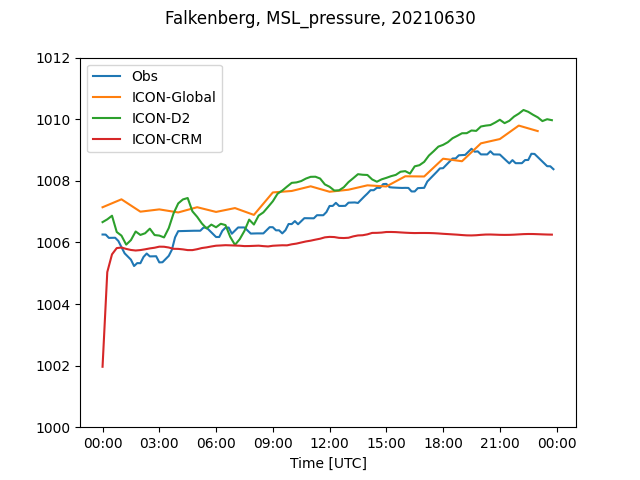 Falkenberg, MSL_pressure, 20210630
1012
1010
1008
1006
1004
1002
1000
Obs
ICON-Global
ICON-D2
ICON-CRM
00:00 03:00 06:00 09:00 12:00 15:00 18:00 21:00 00:00
Time [UTC]